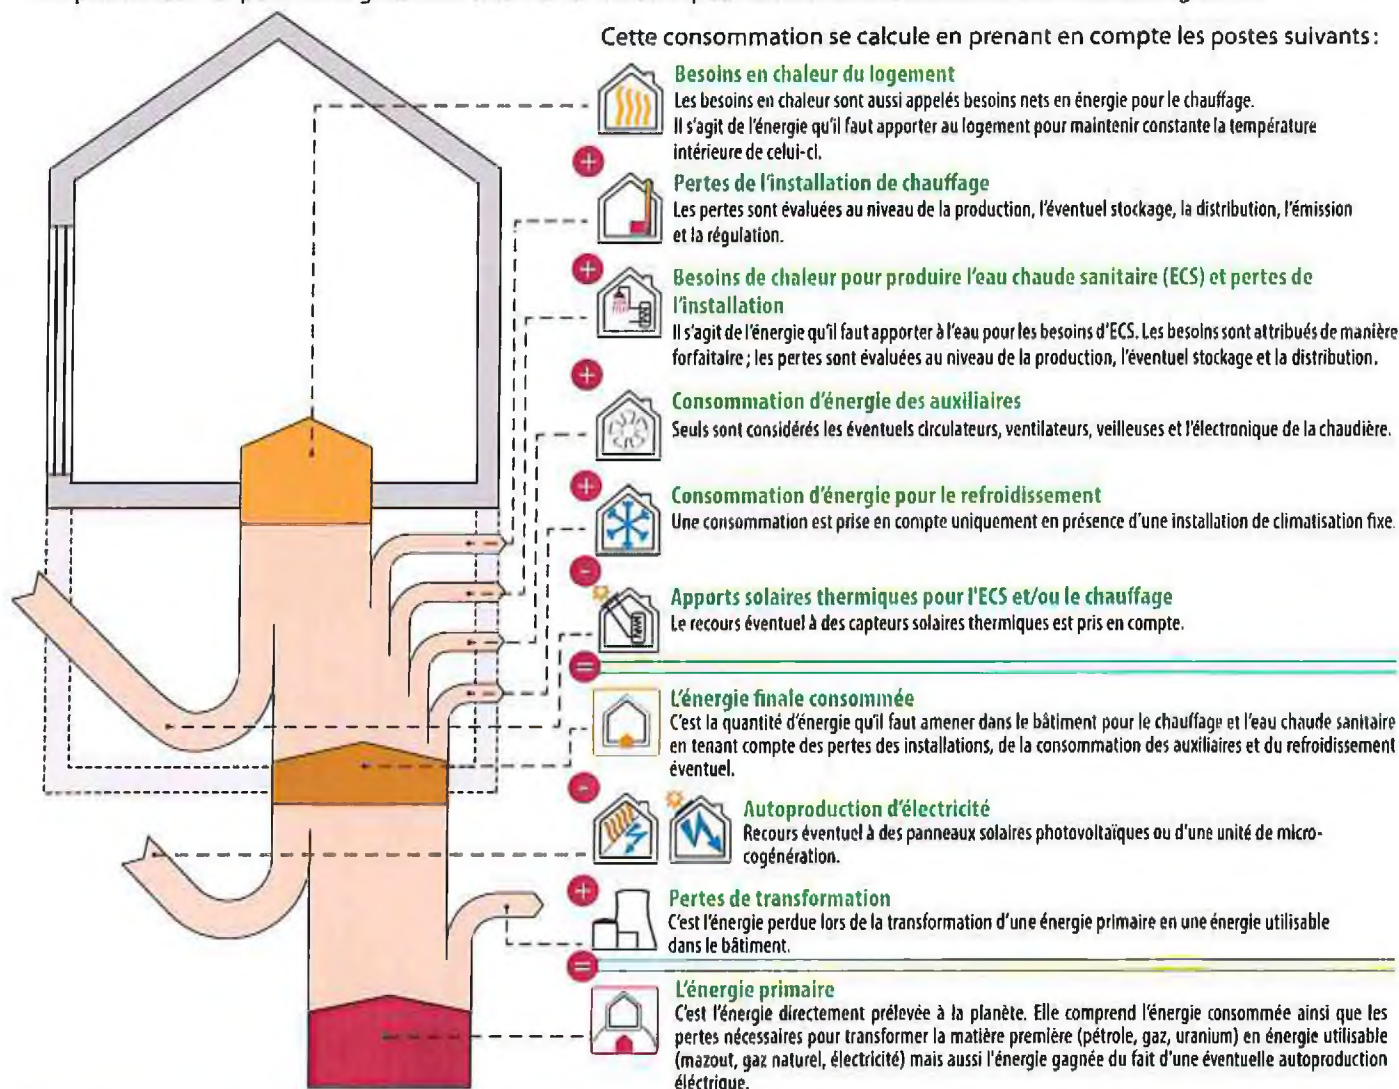 Cette consommation se calcule en prenant en compte les postes suivants :
Besoins en chaleur du logement
Les besoins en chaleur sont aussi appelés besoins nets en énergie pour le chauffage.
Il s'agit de l'énergie qu'il faut apporter au logement pour maintenir constante la température
intérieure de celui-ci.
+
Pertes de l'installation de chauffage
Les pertes sont évaluées au niveau de la production, l'éventuel stockage, la distribution, l'émission
et la régulation.
+
Besoins de chaleur pour produire l'eau chaude sanitaire (ECS) et pertes de
l'installation
Il s'agit de l'énergie qu'il faut apporter à l'eau pour les besoins d'ECS. Les besoins sont attribués de manière
forfaitaire ; les pertes sont évaluées au niveau de la production, l'éventuel stockage et la distribution.
+
Consommation d'énergie des auxiliaires
Seuls sont considérés les éventuels circulateurs, ventilateurs, veilleuses et l'électronique de la chaudière.
+
Consommation d'énergie pour le refroidissement
Une consommation est prise en compte uniquement en présence d'une installation de climatisation fixe.
-
Apports solaires thermiques pour l'ECS et/ou le chauffage
Le recours éventuel à des capteurs solaires thermiques est pris en compte.
=
L'énergie finale consommée
C'est la quantité d'énergie qu'il faut amener dans le bâtiment pour le chauffage et l'eau chaude sanitaire
en tenant compte des pertes des installations, de la consommation des auxiliaires et du refroidissement
éventuel.
-
Autoproduction d'électricité
Recours éventuel à des panneaux solaires photovoltaïques ou d'une unité de micro-
cogénération.
+
Pertes de transformation
C'est l'énergie perdue lors de la transformation d'une énergie primaire en une énergie utilisable
dans le bâtiment.
=
L'énergie primaire
C'est l'énergie directement prélevée à la planète. Elle comprend l'énergie consommée ainsi que les
pertes nécessaires pour transformer la matière première (pétrole, gaz, uranium) en énergie utilisable
(mazout, gaz naturel, électricité) mais aussi l'énergie gagnée du fait d'une éventuelle autoproduction
éléctrique.